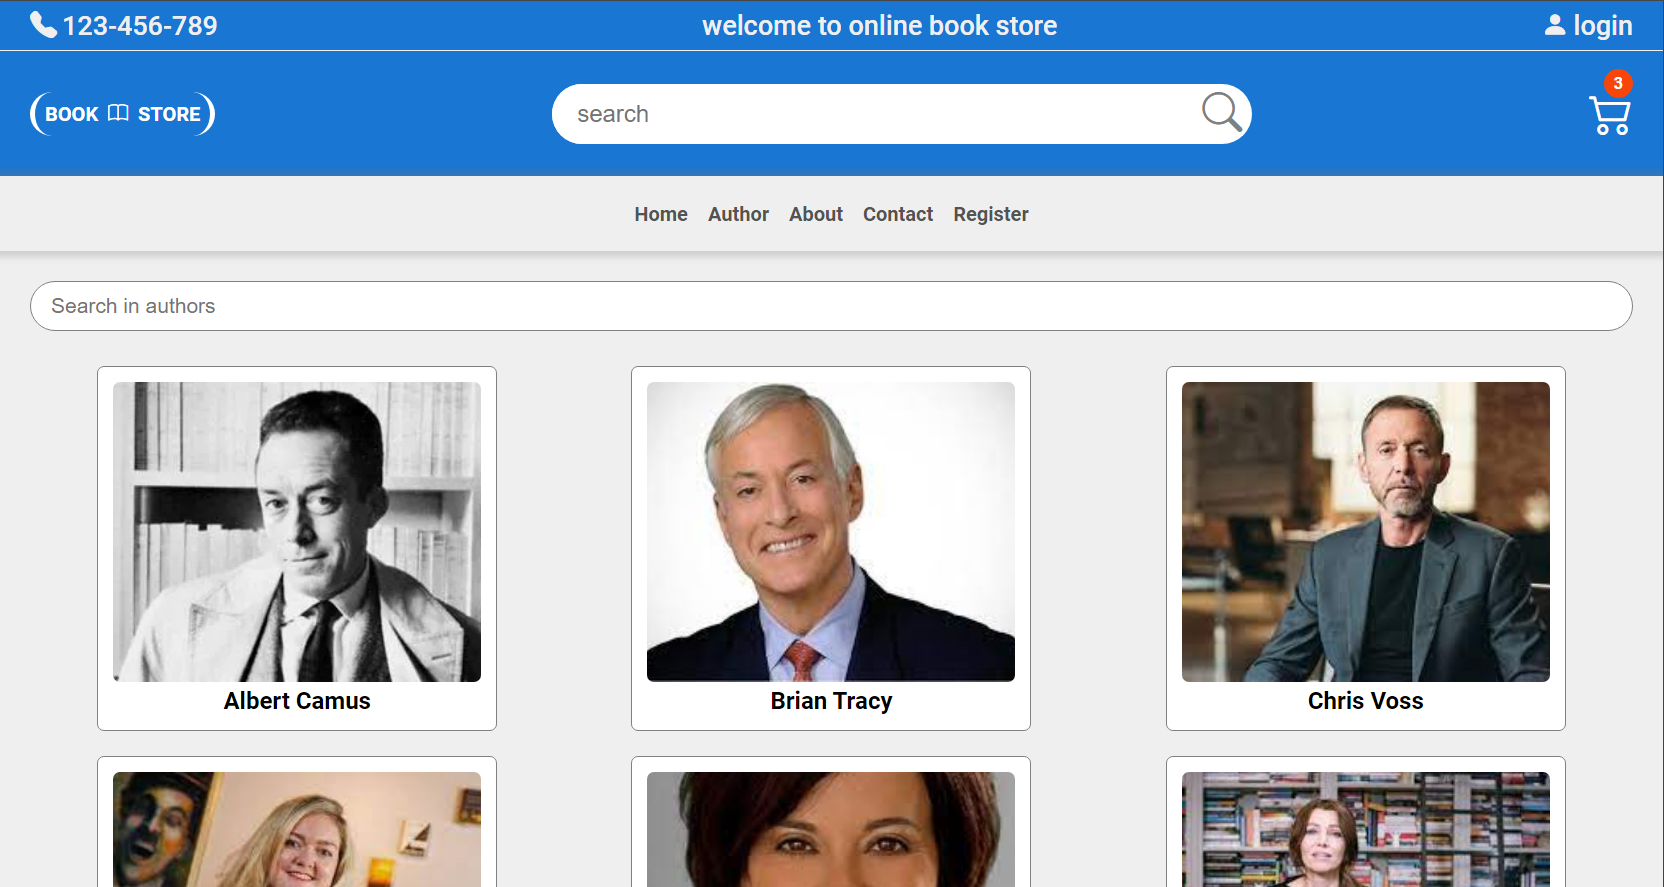 123-456-789
welcome to online book store
login
BOOK STORE
search
3
Home Author About Contact Register
Search in authors
Albert Camus
Brian Tracy
Chris Voss